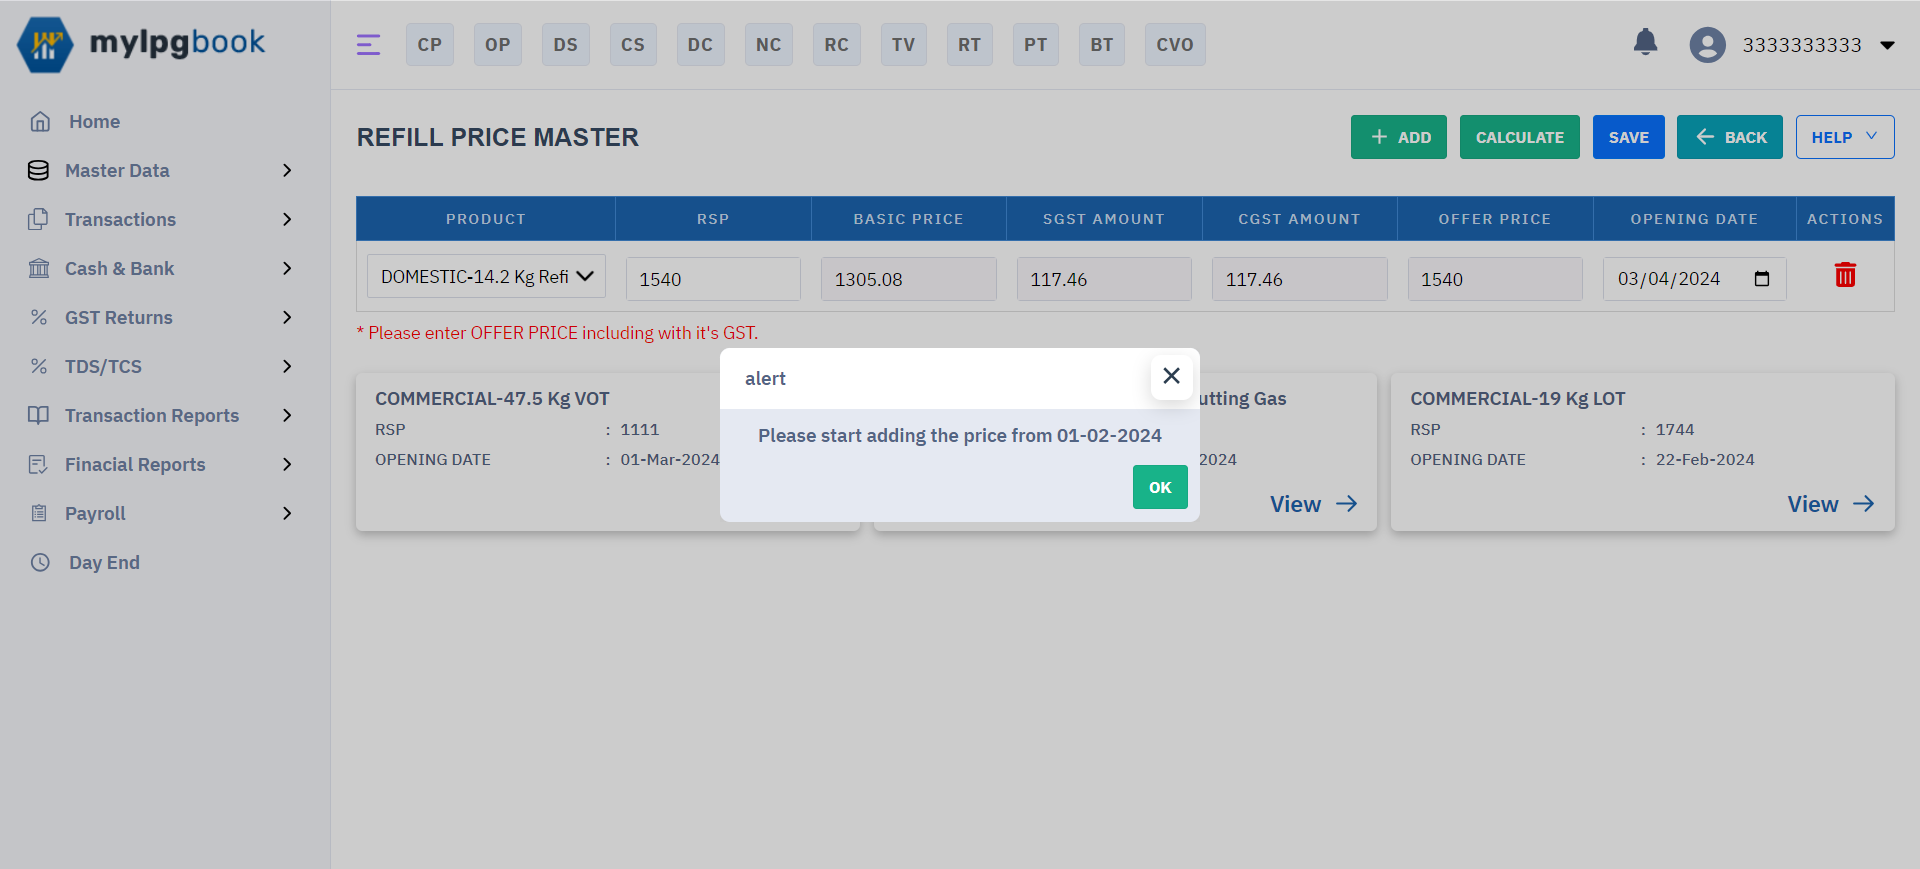 mylpgbook
CP OP DS CS DC NC RC TV RT PT BT CVO
3333333333
Home
Master Data
Transactions
Cash & Bank
GST Returns
TDS/TCS
Transaction Reports
Finacial Reports
Payroll
Day End
REFILL PRICE MASTER
+ ADD CALCULATE SAVE BACK HELP
PRODUCT RSP BASIC PRICE SGST AMOUNT CGST AMOUNT OFFER PRICE OPENING DATE ACTIONS
DOMESTIC-14.2 Kg Refi 1540 1305.08 117.46 117.46 1540 03/04/2024
* Please enter OFFER PRICE including with it's GST.
alert
Please start adding the price from 01-02-2024
OK
COMMERCIAL-47.5 Kg VOT
RSP : 1111
OPENING DATE : 01-Mar-2024
utting Gas
2024
View
COMMERCIAL-19 Kg LOT
RSP : 1744
OPENING DATE : 22-Feb-2024
View